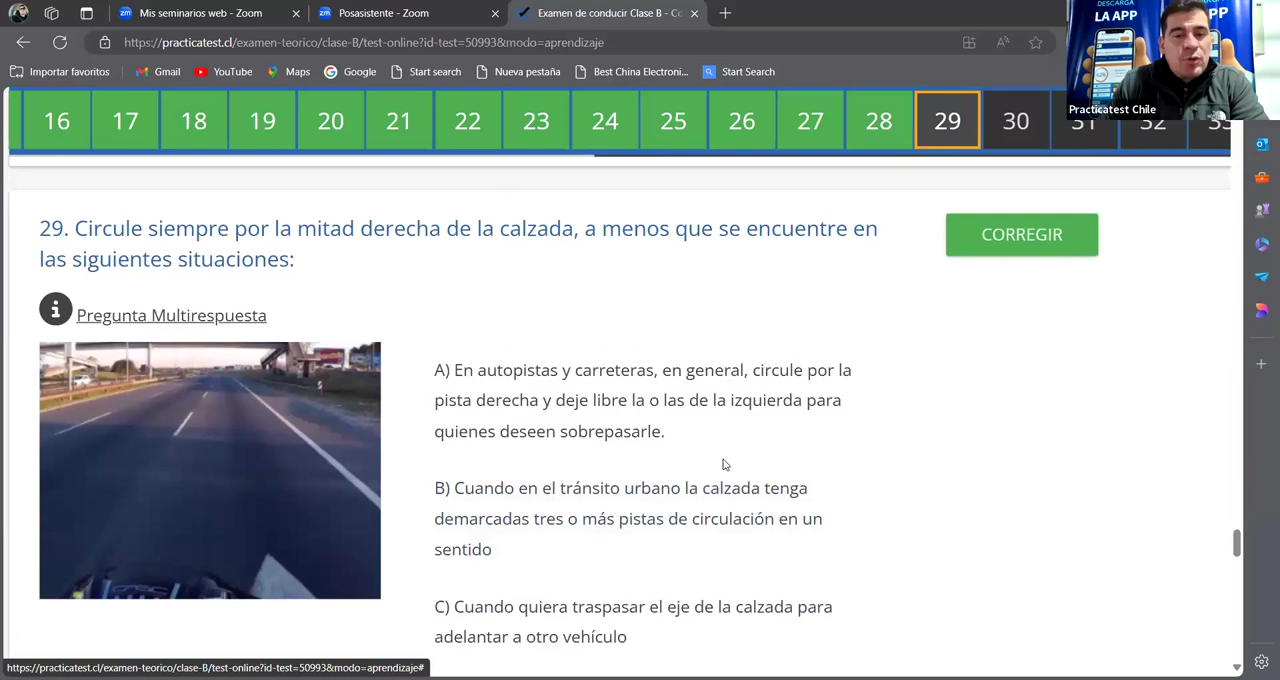 Mis seminarios web - Zoom
Posasistente - Zoom
Examen de conducir Clase B - Co
https://practicatest.cl/examen-teorico/clase-B/test-online?id-test=50993&modo=aprendizaje
Importar favoritos
Gmail
YouTube
Maps
Google
Start search
Nueva pestaña
Best China Electroni...
Start Search
DESCARGA
LA APP
Practicatest Chile
16 17 18 19 20 21 22 23 24 25 26 27 28 29 30 31 32 33
29. Circule siempre por la mitad derecha de la calzada, a menos que se encuentre en
las siguientes situaciones:
CORREGIR
Pregunta Multirespuesta
A) En autopistas y carreteras, en general, circule por la
pista derecha y deje libre la o las de la izquierda para
quienes deseen sobrepasarle.
B) Cuando en el tránsito urbano la calzada tenga
demarcadas tres o más pistas de circulación en un
sentido
C) Cuando quiera traspasar el eje de la calzada para
adelantar a otro vehículo
https://practicatest.cl/examen-teorico/clase-B/test-online?id-test=50993&modo=aprendizaje#